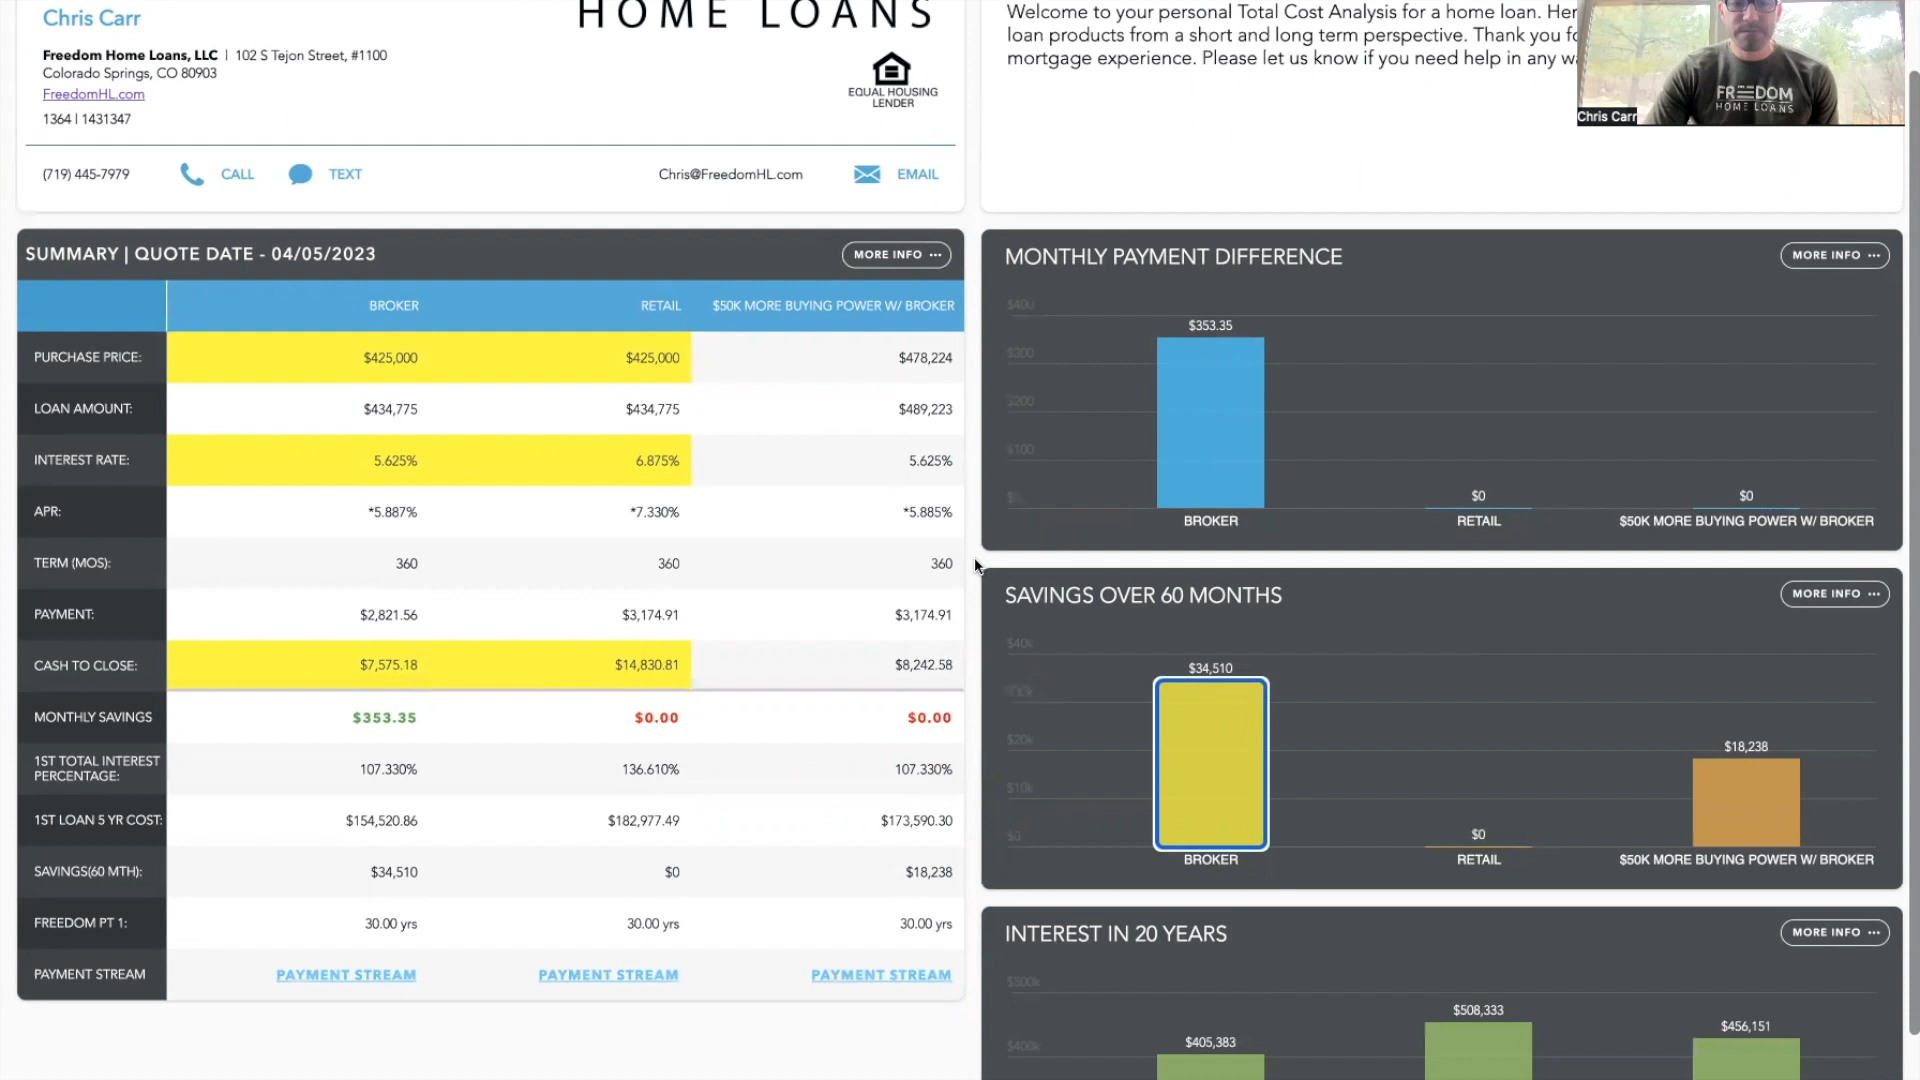 Chris Carr
HOME LOANS
Freedom Home Loans, LLC | 102 S Tejon Street, #1100
Colorado Springs, CO 80903
FreedomHL.com
1364 | 1431347
EQUAL HOUSING
LENDER
(719) 445-7979 CALL TEXT Chris@FreedomHL.com EMAIL
Welcome to your personal Total Cost Analysis for a home loan.
loan products from a short and long term perspective. Thank you
mortgage experience. Please let us know if you need help in any
FREEDOM
HOME LOANS
Chris Carr
SUMMARY | QUOTE DATE - 04/05/2023 MORE INFO ...
BROKER RETAIL $50K MORE BUYING POWER W/ BROKER
PURCHASE PRICE: $425,000 $425,000 $478,224
LOAN AMOUNT: $434,775 $434,775 $489,223
INTEREST RATE: 5.625% 6.875% 5.625%
APR: *5.887% *7.330% *5.885%
TERM (MOS): 360 360 360
PAYMENT: $2,821.56 $3,174.91 $3,174.91
CASH TO CLOSE: $7,575.18 $14,830.81 $8,242.58
MONTHLY SAVINGS $353.35 $0.00 $0.00
1ST TOTAL INTEREST
PERCENTAGE: 107.330% 136.610% 107.330%
1ST LOAN 5 YR COST: $154,520.86 $182,977.49 $173,590.30
SAVINGS(60 MTH): $34,510 $0 $18,238
FREEDOM PT 1: 30.00 yrs 30.00 yrs 30.00 yrs
PAYMENT STREAM PAYMENT STREAM PAYMENT STREAM PAYMENT STREAM
MONTHLY PAYMENT DIFFERENCE MORE INFO ...
$353.35
$300
$200
$100
$0 $0
BROKER RETAIL $50K MORE BUYING POWER W/ BROKER
SAVINGS OVER 60 MONTHS MORE INFO ...
$40k
$34,510
$20k
$18,238
$10k
$0
$0
BROKER RETAIL $50K MORE BUYING POWER W/ BROKER
INTEREST IN 20 YEARS MORE INFO ...
$500k
$508,333
$456,151
$405,383
$400k